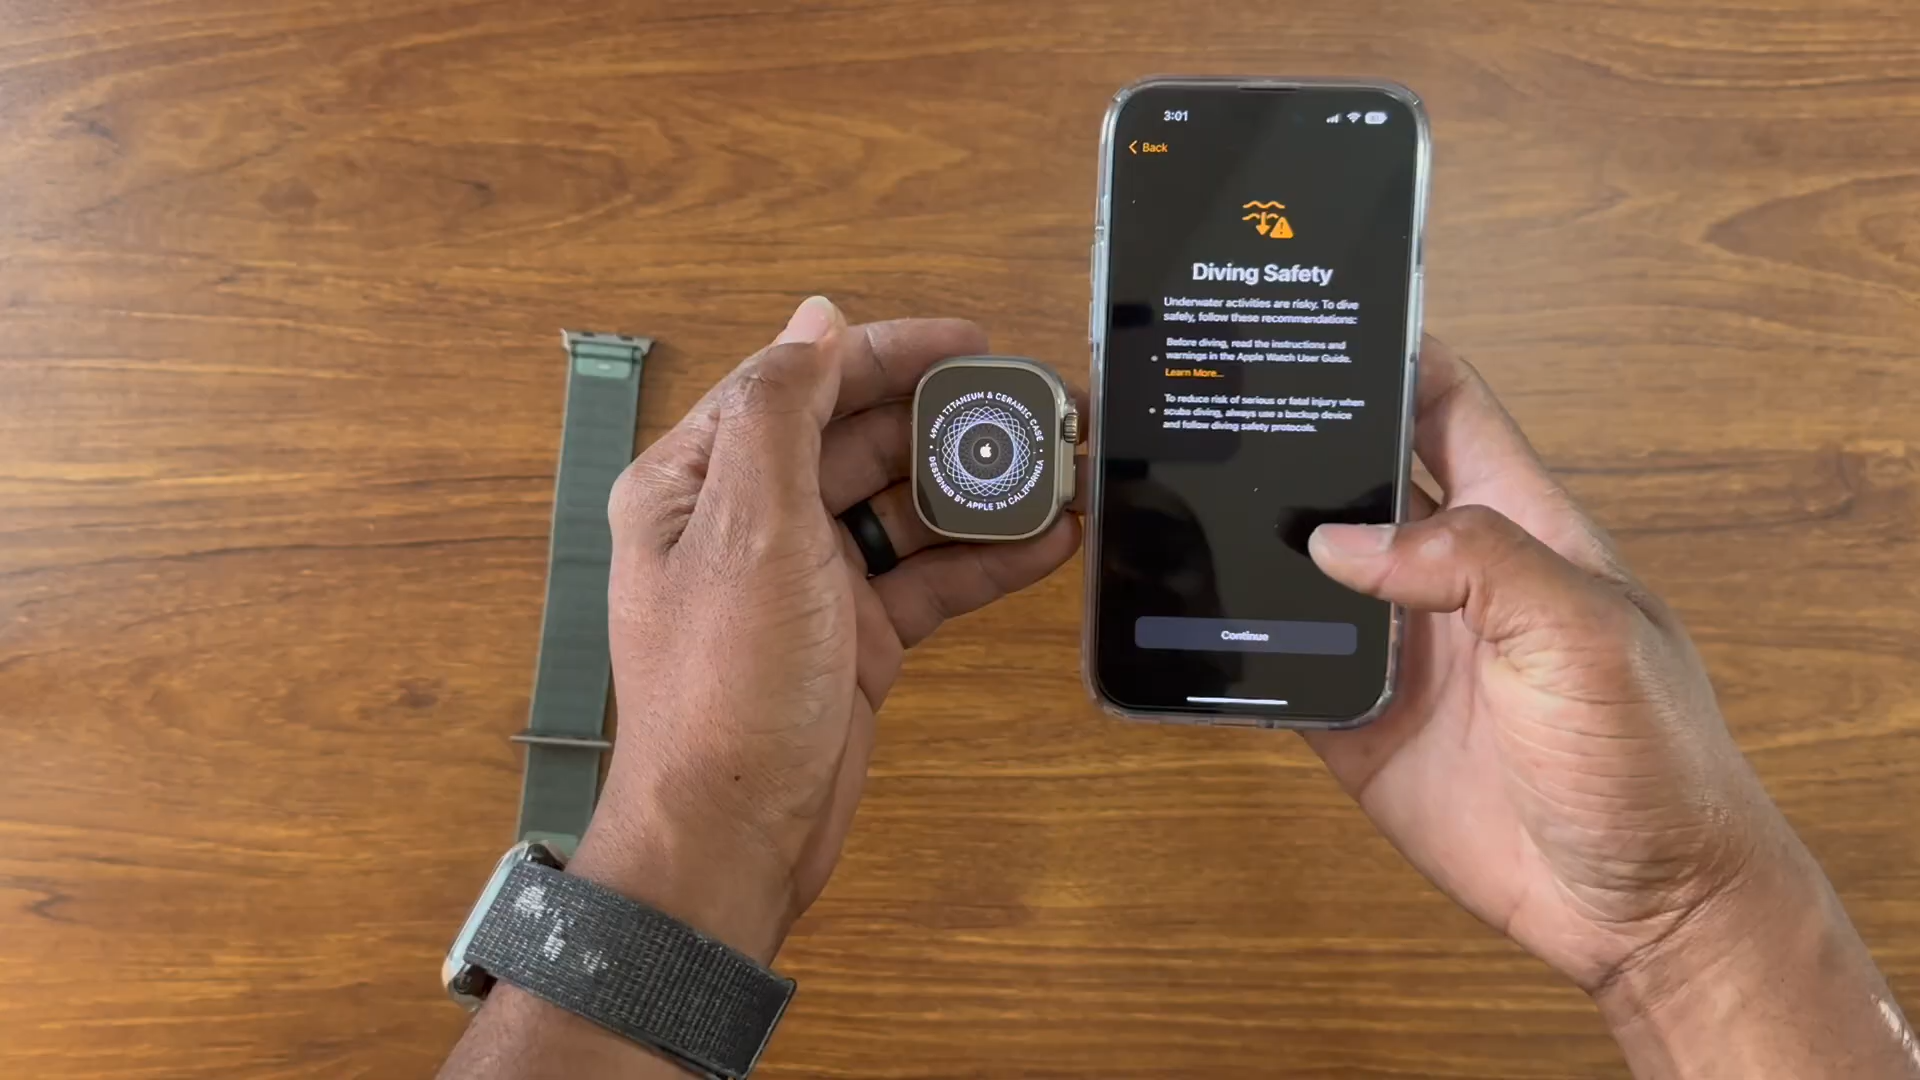 49MM TITANIUM & CERAMIC CASE
DESIGNED BY APPLE IN CALIFORNIA
3:01
Back
Diving Safety
Underwater activities are risky. To dive
safely, follow these recommendations:
Before diving, read the instructions and
warnings in the Apple Watch User Guide.
Learn More...
To reduce risk of serious or fatal injury when
scuba diving, always use a backup device
and follow diving safety protocols.
Continue